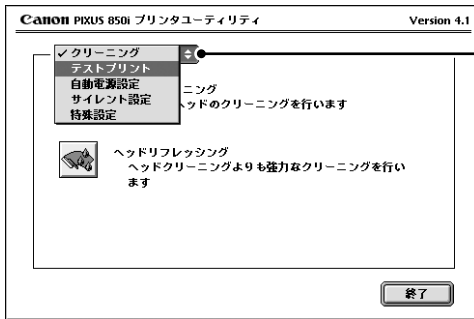 Canon PIXUS 850i プリンタユーティリティ
Version 4.1
✓クリーニング
テストプリント
自動電源設定
サイレント設定
特殊設定
ニング
ヘッドのクリーニングを行います
ヘッドリフレッシング
ヘッドクリーニングよりも強力なクリーニングを行い
ます
終了